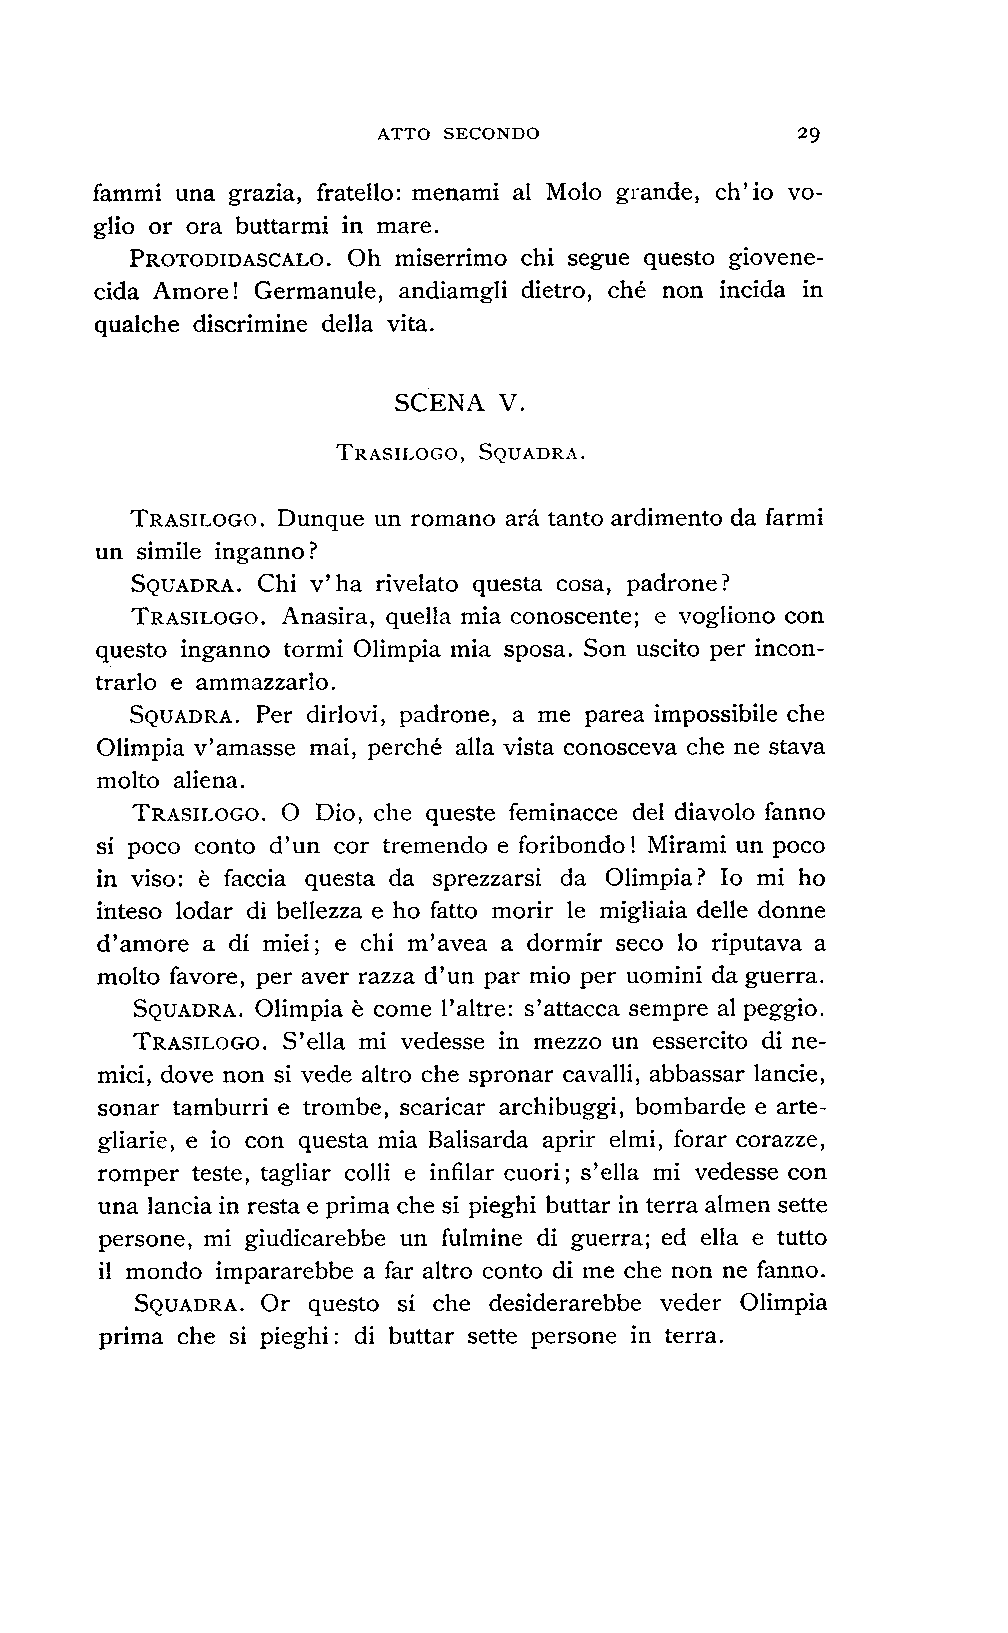 ATTO SECONDO 29
fammi una grazia, fratello: menami al Molo grande, ch'io vo-
glio or ora buttarmi in mare.
PROTODIDASCALO. Oh miserrimo chi segue questo giovene-
cida Amore! Germanule, andiamgli dietro, ché non incida in
qualche discrimine della vita.
SCENA V.
TRASILOGO, SQUADRA.
TRASILOGO. Dunque un romano ará tanto ardimento da farmi
un simile inganno?
SQUADRA. Chi v'ha rivelato questa cosa, padrone?
TRASILOGO. Anasira, quella mia conoscente; e vogliono con
questo inganno tormi Olimpia mia sposa. Son uscito per incon-
trarlo e ammazzarlo.
SQUADRA. Per dirlovi, padrone, a me parea impossibile che
Olimpia v'amasse mai, perché alla vista conosceva che ne stava
molto aliena.
TRASILOGO. O Dio, che queste feminacce del diavolo fanno
sí poco conto d'un cor tremendo e foribondo! Mirami un poco
in viso: è faccia questa da sprezzarsi da Olimpia? Io mi ho
inteso lodar di bellezza e ho fatto morir le migliaia delle donne
d'amore a dí miei; e chi m'avea a dormir seco lo riputava a
molto favore, per aver razza d'un par mio per uomini da guerra.
SQUADRA. Olimpia è come l'altre: s'attacca sempre al peggio.
TRASILOGO. S'ella mi vedesse in mezzo un essercito di ne-
mici, dove non si vede altro che spronar cavalli, abbassar lancie,
sonar tamburri e trombe, scaricar archibuggi, bombarde e arte-
gliarie, e io con questa mia Balisarda aprir elmi, forar corazze,
romper teste, tagliar colli e infilar cuori; s'ella mi vedesse con
una lancia in resta e prima che si pieghi buttar in terra almen sette
persone, mi giudicarebbe un fulmine di guerra; ed ella e tutto
il mondo impararebbe a far altro conto di me che non ne fanno.
SQUADRA. Or questo sí che desiderarebbe veder Olimpia
prima che si pieghi: di buttar sette persone in terra.